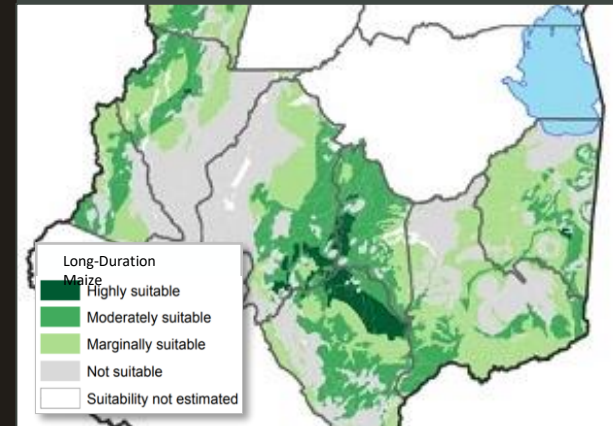 Long-Duration
Maize
Highly suitable
Moderately suitable
Marginally suitable
Not suitable
Suitability not estimated